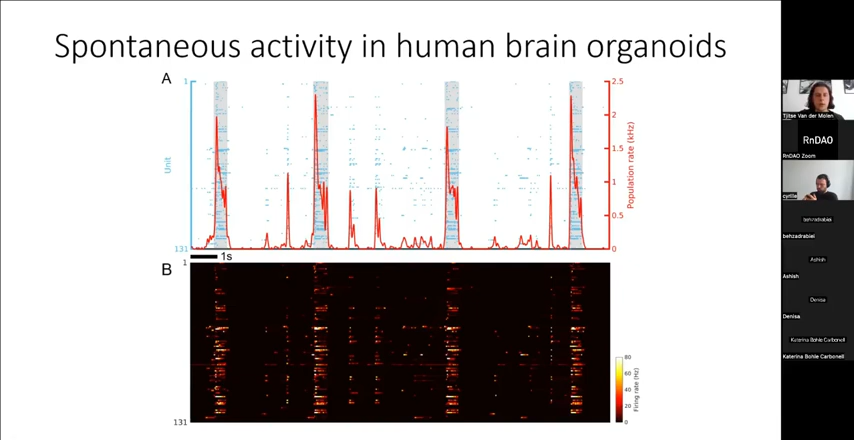 Spontaneous activity in human brain organoids
A
1
Unit
131
2.5
2
1.5
1
0.5
0
Population rate (kHz)
1s
B
1
131
80
60
40
20
0
Firing rate (Hz)
Tjitse Van der Molen
RnDAO
RnDAO Zoom
cyrille
behzadrabiei
behzadrabiei
Ashish
Ashish
Denisa
Denisa
Katerina Bohle Carbonell
Katerina Bohle Carbonell